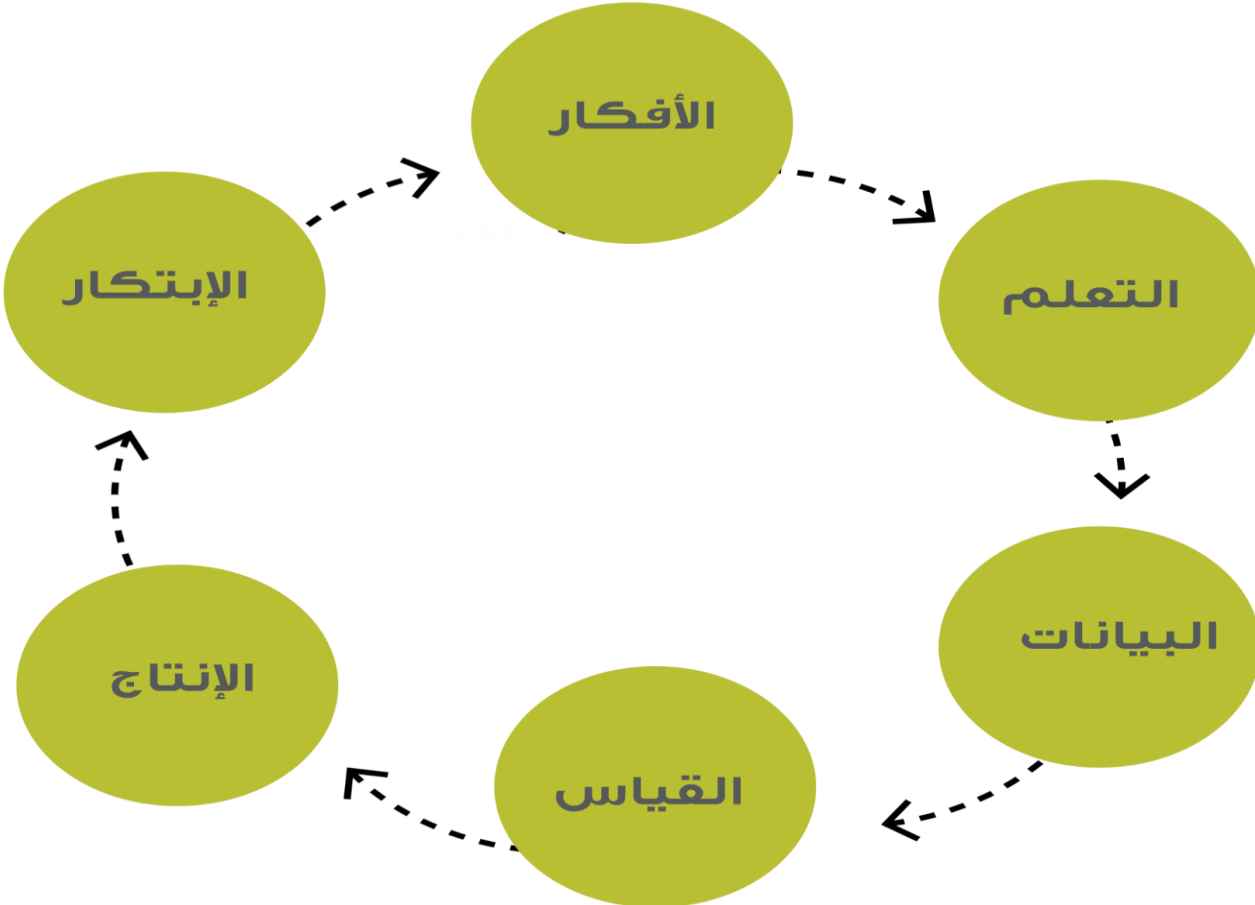 الأفكار
التعلم
البيانات
القياس
الإنتاج
الإبتكار